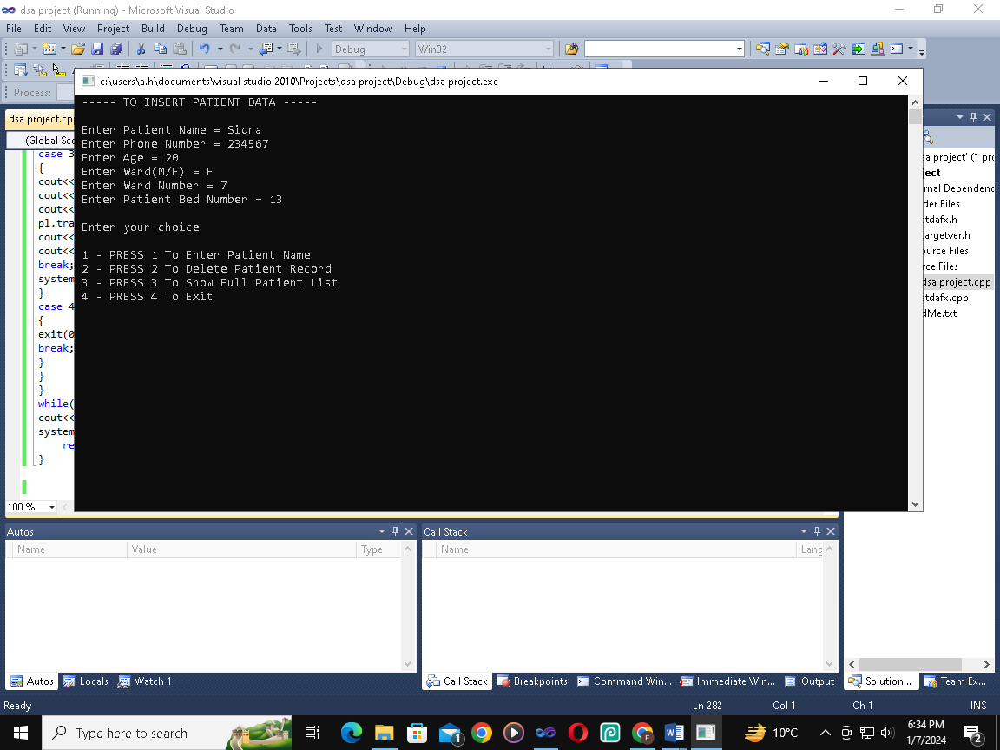 dsa project (Running) - Microsoft Visual Studio
File Edit View Project Build Debug Team Data Tools Test Window Help
Debug Win32
Process:
c:\users\a.h\documents\visual studio 2010\Projects\dsa project\Debug\dsa project.exe
----- TO INSERT PATIENT DATA -----
Enter Patient Name = Sidra
Enter Phone Number = 234567
Enter Age = 20
Enter Ward(M/F) = F
Enter Ward Number = 7
Enter Patient Bed Number = 13
Enter your choice
1 - PRESS 1 To Enter Patient Name
2 - PRESS 2 To Delete Patient Record
3 - PRESS 3 To Show Full Patient List
4 - PRESS 4 To Exit
dsa project.cp
(Global Sc
case 3
{
cout<<
cout<<
cout<<
pl.tra
cout<<
cout<<
break;
system
}
case 4
{
exit(0
break;
}
}
}
while(
cout<<
system
re
}
100 %
sa project' (1 pro
ject
rnal Dependenc
der Files
stdafx.h
targetver.h
ource Files
rce Files
dsa project.cpp
stdafx.cpp
dMe.txt
Autos
Name Value Type
Call Stack
Name Lang
Autos Locals Watch 1
Call Stack Breakpoints Command Win... Immediate Win... Output
Solution... Team Ex...
Ready Ln 282 Col 1 Ch 1 INS
Type here to search
1
10°C
6:34 PM
1/7/2024
2